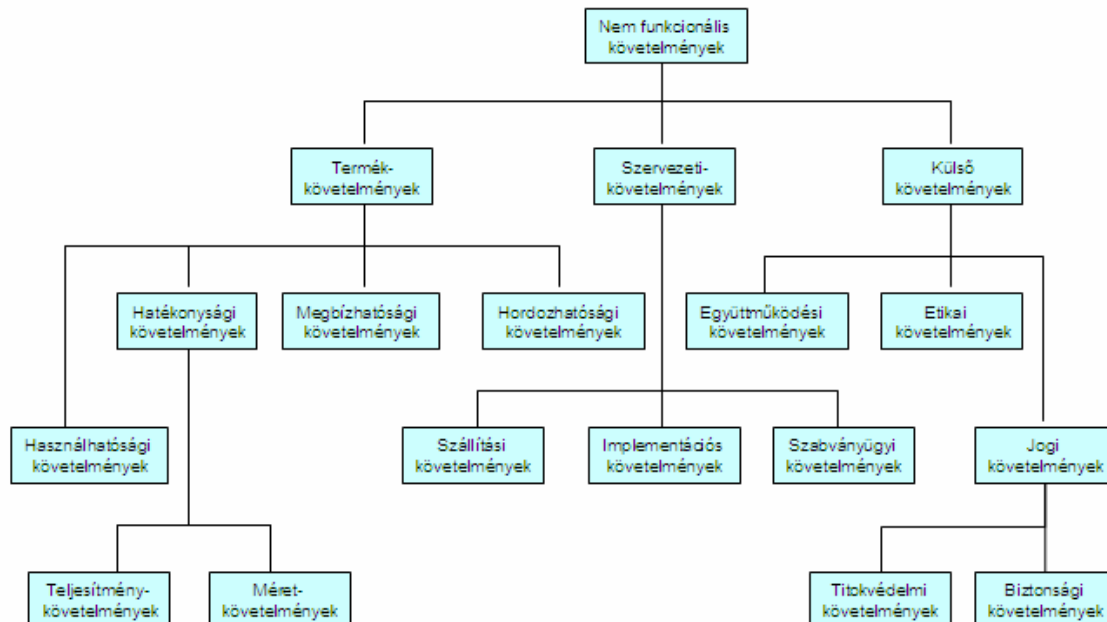 Nem funkcionális
követelmények
Termék-
követelmények
Szervezeti-
követelmények
Külső
követelmények
Hatékonysági
követelmények
Megbízhatósági
követelmények
Hordozhatósági
követelmények
Együttműködési
követelmények
Etikai
követelmények
Használhatósági
követelmények
Szállítási
követelmények
Implementációs
követelmények
Szabványügyi
követelmények
Jogi
követelmények
Teljesítmény-
követelmények
Méret-
követelmények
Titokvédelmi
követelmények
Biztonsági
követelmények